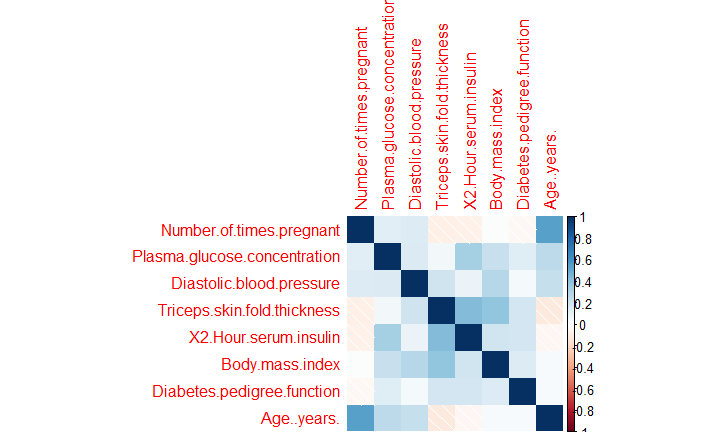 Number.of.times.pregnant
Plasma.glucose.concentration
Diastolic.blood.pressure
Triceps.skin.fold.thickness
X2.Hour.serum.insulin
Body.mass.index
Diabetes.pedigree.function
Age..years.
Number.of.times.pregnant
Plasma.glucose.concentration
Diastolic.blood.pressure
Triceps.skin.fold.thickness
X2.Hour.serum.insulin
Body.mass.index
Diabetes.pedigree.function
Age..years.
1
0.8
0.6
0.4
0.2
0
-0.2
-0.4
-0.6
-0.8
-1